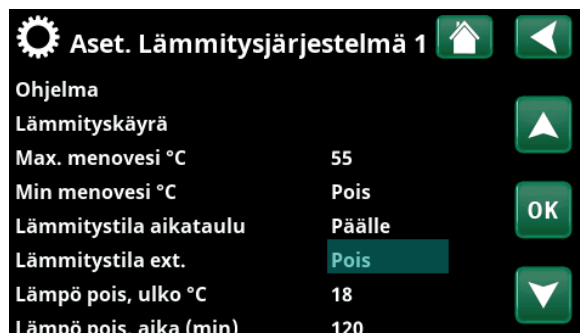 Aset. Lämmitysjärjestelmä 1
Ohjelma
Lämmityskäyrä
Max. menovesi °C 55
Min menovesi °C Pois
Lämmitystila aikataulu Päälle
OK
Lämmitystila ext. Pois
Lämpö pois, ulko °C 18
Lämpö pois, aika (min) 120